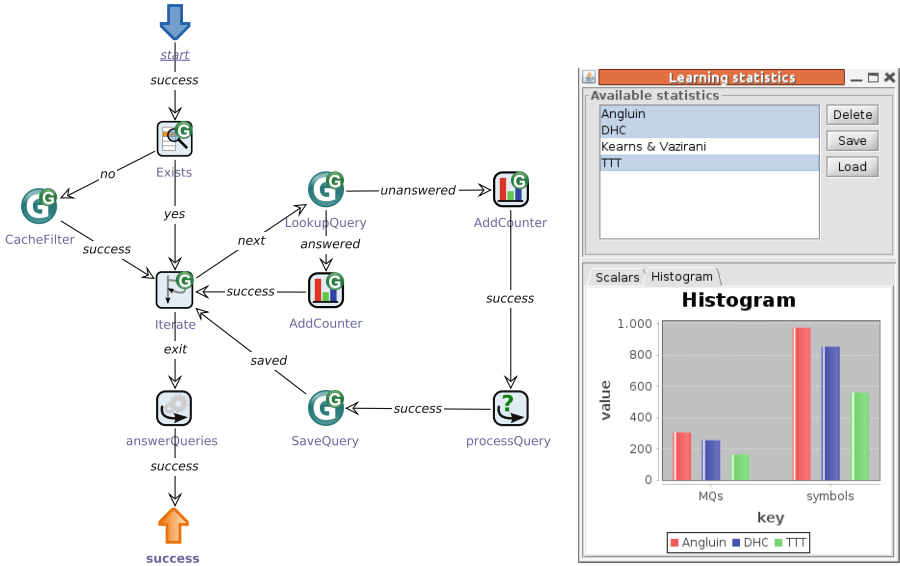 start
success
Exists
no
yes
CacheFilter
success
next
LookupQuery
unanswered
AddCounter
answered
success
Iterate
AddCounter
success
exit
saved
answerQueries
SaveQuery
success
processQuery
success
success
Learning statistics
Available statistics
Angluin
DHC
Kearns & Vazirani
TTT
Delete
Save
Load
Scalars Histogram
Histogram
1.000
800
600
400
200
0
value
MQs symbols
key
Angluin DHC TTT